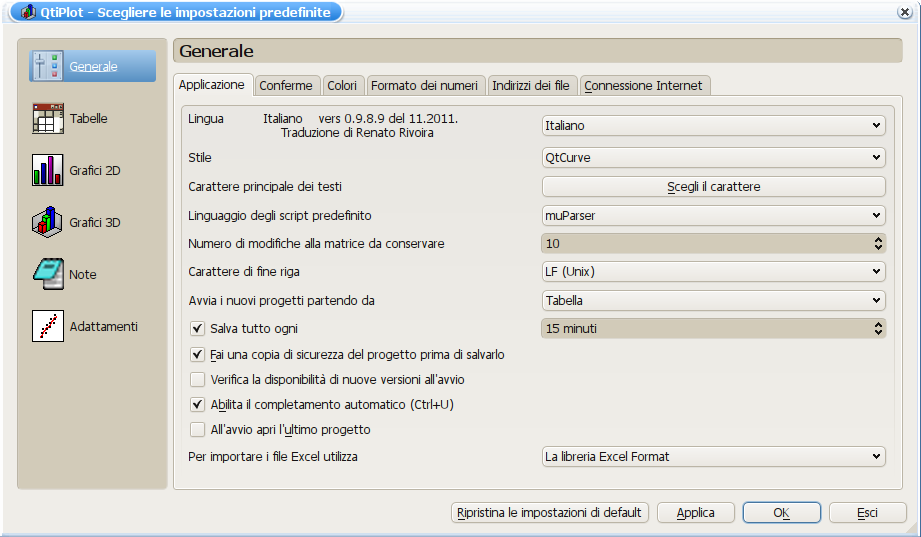 QtiPlot - Scegliere le impostazioni predefinite
Generale
Tabelle
Grafici 2D
Grafici 3D
Note
Adattamenti
Generale
Applicazione Conferme Colori Formato dei numeri Indirizzi dei file Connessione Internet
Lingua Italiano vers 0.9.8.9 del 11.2011. Italiano
Traduzione di Renato Rivoira
Stile QtCurve
Carattere principale dei testi Scegli il carattere
Linguaggio degli script predefinito muParser
Numero di modifiche alla matrice da conservare 10
Carattere di fine riga LF (Unix)
Avvia i nuovi progetti partendo da Tabella
Salva tutto ogni 15 minuti
Fai una copia di sicurezza del progetto prima di salvarlo
Verifica la disponibilità di nuove versioni all'avvio
Abilita il completamento automatico (Ctrl+U)
All'avvio apri l'ultimo progetto
Per importare i file Excel utilizza La libreria Excel Format
Ripristina le impostazioni di default Applica OK Esci